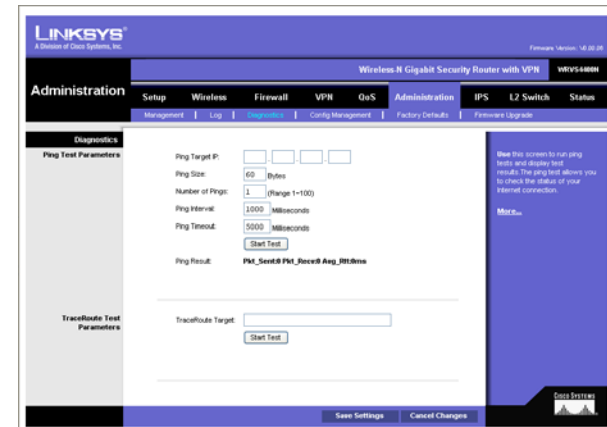 LINKSYS®
A Division of Cisco Systems, Inc.
Firmware Version: V0.00.08
Wireless-N Gigabit Security Router with VPN WRVS4400N
Administration
Setup Wireless Firewall VPN QoS Administration IPS L2 Switch Status
Management | Log | Diagnostics | Config Management | Factory Defaults | Firmware Upgrade
Diagnostics
Ping Test Parameters
Ping Target IP: . . .
Ping Size: 60 Bytes
Number of Pings: 1 (Range 1~100)
Ping Interval: 1000 Milliseconds
Ping Timeout: 5000 Milliseconds
Start Test
Ping Result: Pkt_Sent:0 Pkt_Recv:0 Avg_Rtt:0ms
Use this screen to run ping
tests and display test
results.The ping test allows you
to check the status of your
Internet connection.
More...
TraceRoute Test
Parameters
TraceRoute Target:
Start Test
Save Settings Cancel Changes
CISCO SYSTEMS